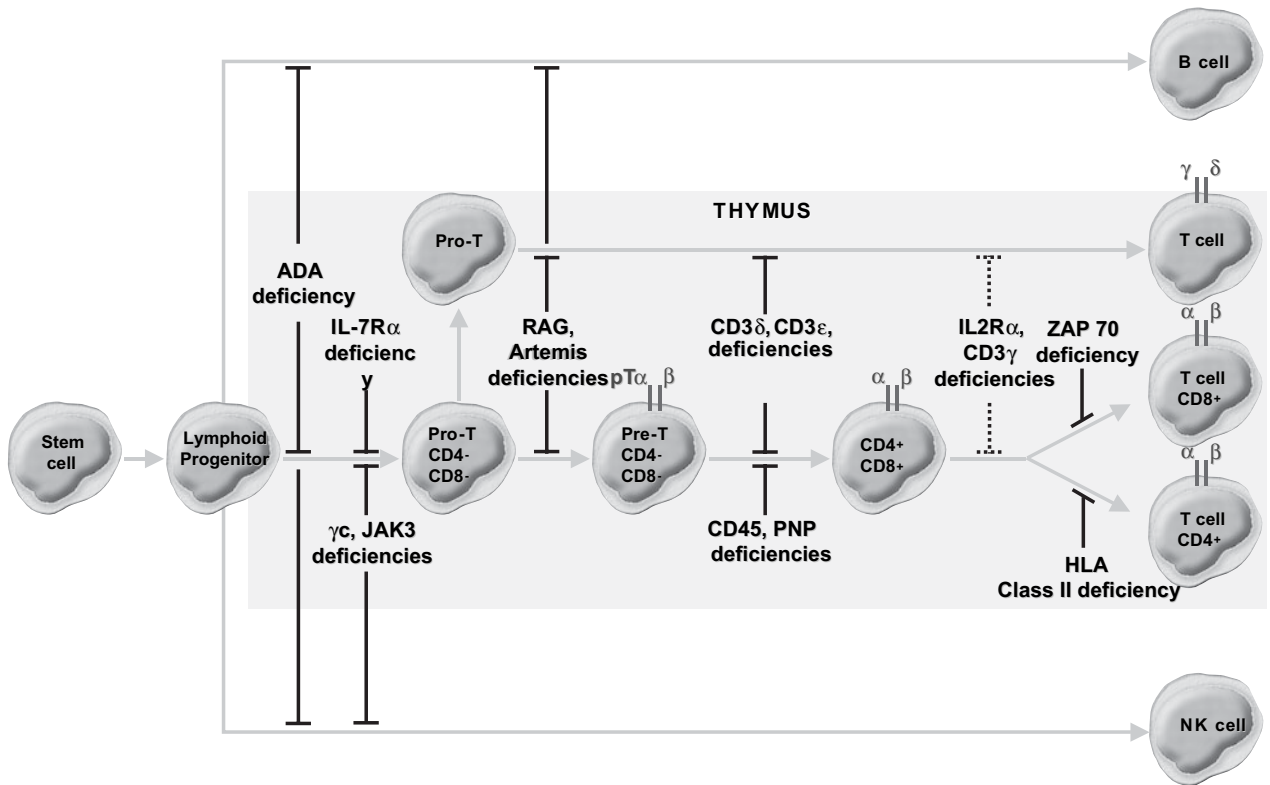 B cell
γ δ
THYMUS
Pro-T
T cell
ADA
deficiency
IL-7Rα
deficienc
y
RAG,
Artemis
deficiencies
CD3δ, CD3ε,
deficiencies
IL2Rα,
CD3γ
deficiencies
ZAP 70
deficiency
α β
T cell
CD8+
pTα β
α β
Stem
cell
Lymphoid
Progenitor
Pro-T
CD4-
CD8-
Pre-T
CD4-
CD8-
CD4+
CD8+
α β
T cell
CD4+
γc, JAK3
deficiencies
CD45, PNP
deficiencies
HLA
Class II deficiency
NK cell